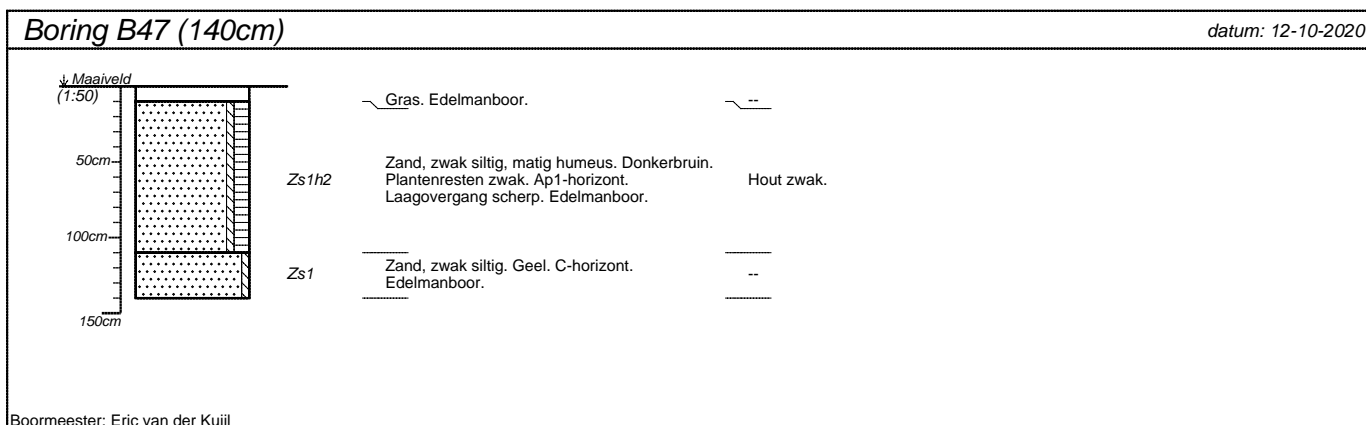 Boring B47 (140cm)
datum: 12-10-2020
Maaiveld
(1:50)
Gras. Edelmanboor.
--
50cm
Zs1h2
Zand, zwak siltig, matig humeus. Donkerbruin.
Plantenresten zwak. Ap1-horizont.
Laagovergang scherp. Edelmanboor.
Hout zwak.
100cm
Zs1
Zand, zwak siltig. Geel. C-horizont.
Edelmanboor.
--
150cm
Boormeester: Eric van der Kuijl